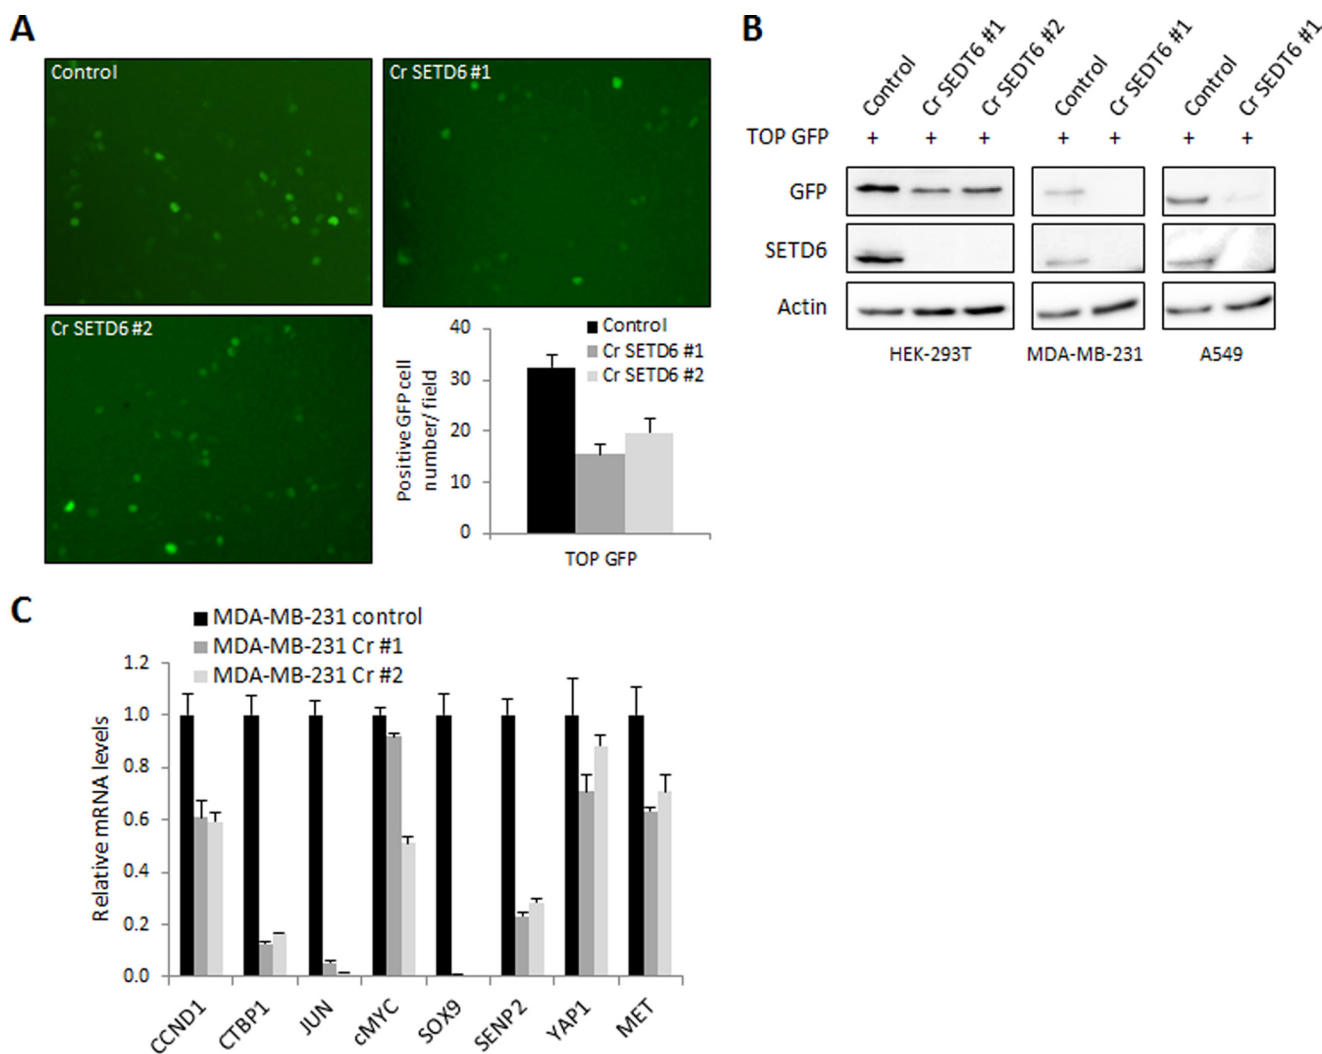 A
Control
Cr SETD6 #1
Cr SETD6 #2
40
30
20
10
0
Positive GFP cell
number/ field
Control
Cr SETD6 #1
Cr SETD6 #2
TOP GFP
B
Control
Cr SEDT6 #1
Cr SEDT6 #2
Control
Cr SEDT6 #1
Control
Cr SEDT6 #1
TOP GFP + + + + + + +
GFP
SETD6
Actin
HEK-293T MDA-MB-231 A549
C
MDA-MB-231 control
MDA-MB-231 Cr #1
MDA-MB-231 Cr #2
Relative mRNA levels
1.2
1.0
0.8
0.6
0.4
0.2
0.0
CCND1
CTBP1
JUN
cMYC
SOX9
SENP2
YAP1
MET